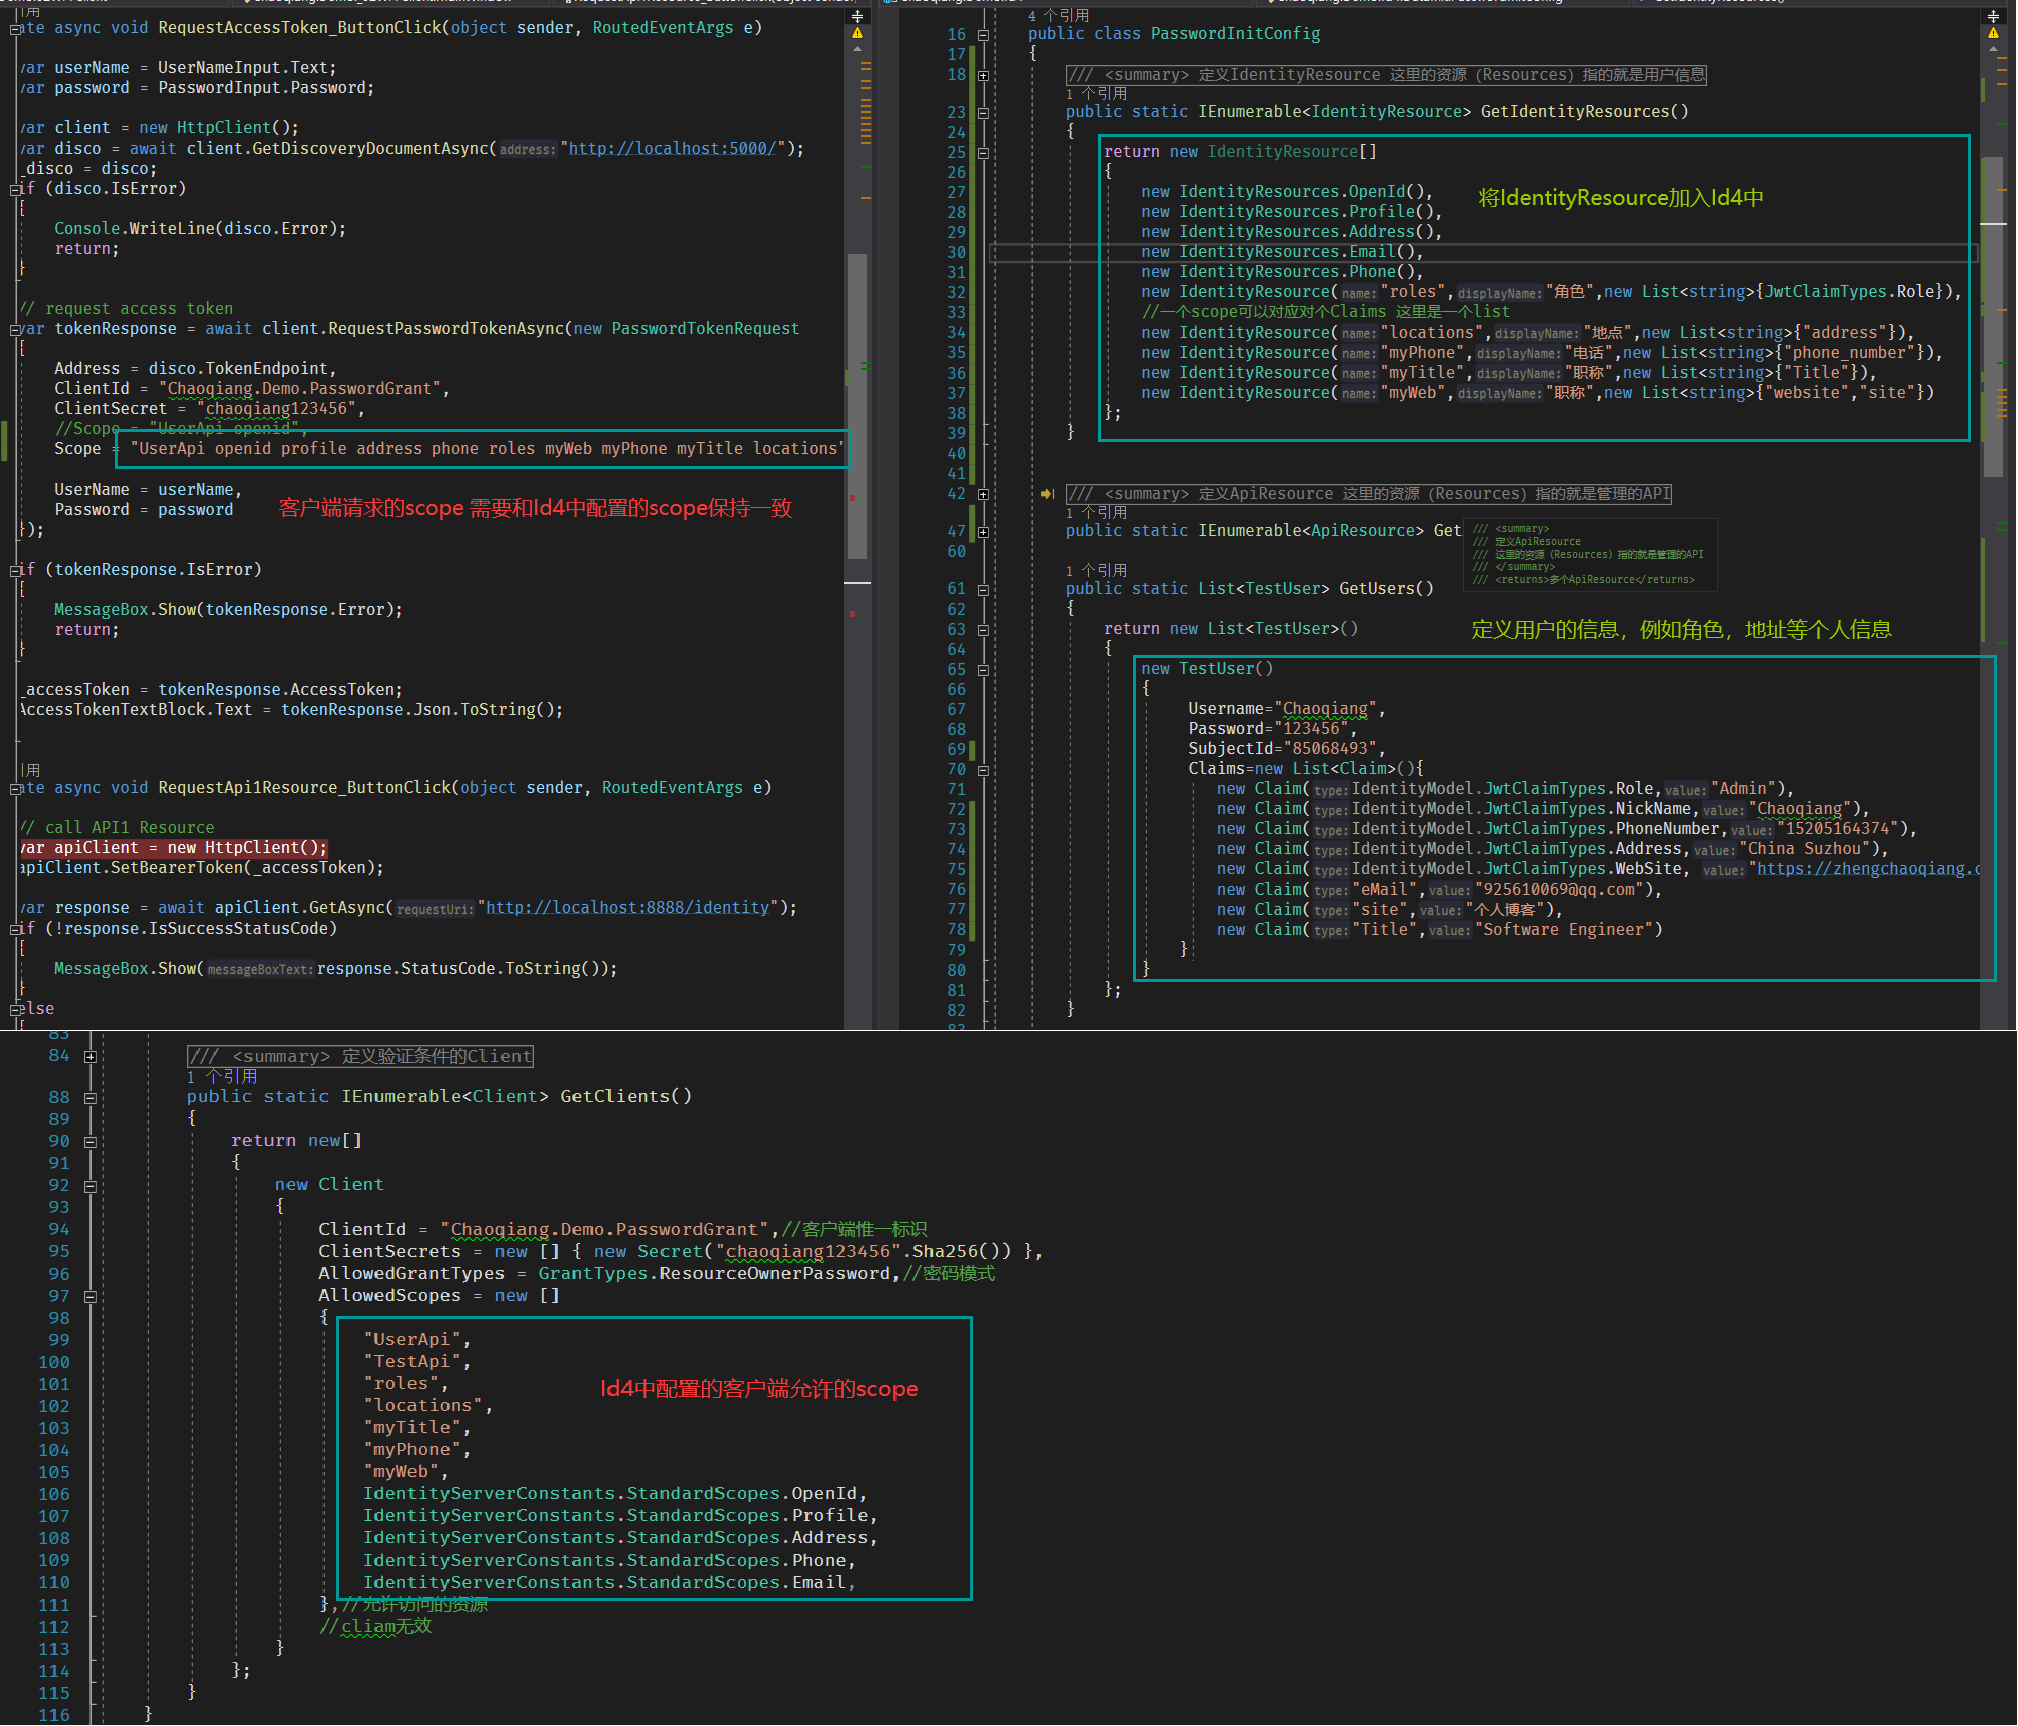 ate async void RequestAccessToken_ButtonClick(object sender, RoutedEventArgs e)
var userName = UserNameInput.Text;
var password = PasswordInput.Password;
var client = new HttpClient();
var disco = await client.GetDiscoveryDocumentAsync(address:"http://localhost:5000/");
_disco = disco;
if (disco.IsError)
{
Console.WriteLine(disco.Error);
return;
}
// request access token
var tokenResponse = await client.RequestPasswordTokenAsync(new PasswordTokenRequest
{
Address = disco.TokenEndpoint,
ClientId = "Chaoqiang.Demo.PasswordGrant",
ClientSecret = "chaoqiang123456",
//Scope = "UserApi openid",
Scope = "UserApi openid profile address phone roles myWeb myPhone myTitle locations"
UserName = userName,
Password = password
客户端请求的scope 需要和Id4中配置的scope保持一致
});
if (tokenResponse.IsError)
{
MessageBox.Show(tokenResponse.Error);
return;
}
_accessToken = tokenResponse.AccessToken;
AccessTokenTextBlock.Text = tokenResponse.Json.ToString();
引用
ate async void RequestApi1Resource_ButtonClick(object sender, RoutedEventArgs e)
// call API1 Resource
var apiClient = new HttpClient();
apiClient.SetBearerToken(_accessToken);
var response = await apiClient.GetAsync(requestUri:"http://localhost:8888/identity");
if (!response.IsSuccessStatusCode)
{
MessageBox.Show(messageBoxText:response.StatusCode.ToString());
}
else
{
4 个引用
16 public class PasswordInitConfig
17 {
18 /// <summary> 定义IdentityResource 这里的资源（Resources）指的就是用户信息
1 个引用
23 public static IEnumerable<IdentityResource> GetIdentityResources()
24 {
25 return new IdentityResource[]
26 {
27 new IdentityResources.OpenId(),
将IdentityResource加入Id4中
28 new IdentityResources.Profile(),
29 new IdentityResources.Address(),
30 new IdentityResources.Email(),
31 new IdentityResources.Phone(),
32 new IdentityResource(name:"roles",displayName:"角色",new List<string>{JwtClaimTypes.Role}),
33 //一个scope可以对应对个Claims 这里是一个list
34 new IdentityResource(name:"locations",displayName:"地点",new List<string>{"address"}),
35 new IdentityResource(name:"myPhone",displayName:"电话",new List<string>{"phone_number"}),
36 new IdentityResource(name:"myTitle",displayName:"职称",new List<string>{"Title"}),
37 new IdentityResource(name:"myWeb",displayName:"职称",new List<string>{"website","site"})
38 };
39 }
40
41
42 /// <summary> 定义ApiResource 这里的资源（Resources）指的就是管理的API
1 个引用
47 public static IEnumerable<ApiResource> Get
/// <summary>
/// 定义ApiResource
/// 这里的资源（Resources）指的就是管理的API
/// </summary>
/// <returns>多个ApiResource</returns>
60
1 个引用
61 public static List<TestUser> GetUsers()
62 {
63 return new List<TestUser>()
定义用户的信息，例如角色，地址等个人信息
64 {
65 new TestUser()
66 {
67 Username="Chaoqiang",
68 Password="123456",
69 SubjectId="85068493",
70 Claims=new List<Claim>(){
71 new Claim(type:IdentityModel.JwtClaimTypes.Role,value:"Admin"),
72 new Claim(type:IdentityModel.JwtClaimTypes.NickName,value:"Chaoqiang"),
73 new Claim(type:IdentityModel.JwtClaimTypes.PhoneNumber,value:"15205164374"),
74 new Claim(type:IdentityModel.JwtClaimTypes.Address,value:"China Suzhou"),
75 new Claim(type:IdentityModel.JwtClaimTypes.WebSite, value:"https://zhengchaoqiang.c
76 new Claim(type:"eMail",value:"925610069@qq.com"),
77 new Claim(type:"site",value:"个人博客"),
78 new Claim(type:"Title",value:"Software Engineer")
79 }
80 }
81 };
82 }
83
83
84 /// <summary> 定义验证条件的Client
1 个引用
88 public static IEnumerable<Client> GetClients()
89 {
90 return new[]
91 {
92 new Client
93 {
94 ClientId = "Chaoqiang.Demo.PasswordGrant",//客户端惟一标识
95 ClientSecrets = new [] { new Secret("chaoqiang123456".Sha256()) },
96 AllowedGrantTypes = GrantTypes.ResourceOwnerPassword,//密码模式
97 AllowedScopes = new []
98 {
99 "UserApi",
100 "TestApi",
101 "roles",
Id4中配置的客户端允许的scope
102 "locations",
103 "myTitle",
104 "myPhone",
105 "myWeb",
106 IdentityServerConstants.StandardScopes.OpenId,
107 IdentityServerConstants.StandardScopes.Profile,
108 IdentityServerConstants.StandardScopes.Address,
109 IdentityServerConstants.StandardScopes.Phone,
110 IdentityServerConstants.StandardScopes.Email,
111 },//允许访问的资源
112 //cliam无效
113 }
114 };
115 }
116 }